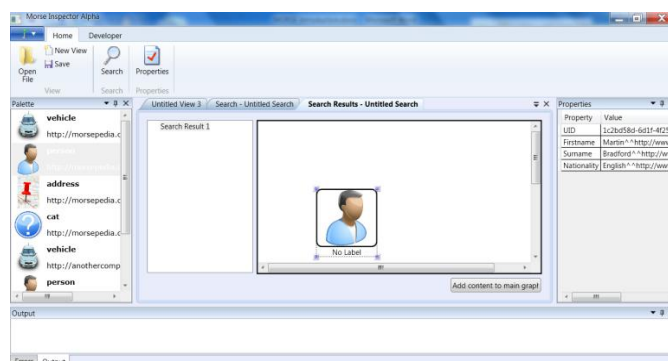 Morse Inspector Alpha
Home Developer
New View
Save
Open File
Search
Properties
View
Search
Properties
Palette
vehicle
http://morsepedia.c
address
http://morsepedia.c
cat
http://morsepedia.c
vehicle
http://anothercomp
person
Untitled View 3
Search - Untitled Search
Search Results - Untitled Search
Search Result 1
No Label
Add content to main grapl
Properties
Property Value
UID 1c2bd58d-6d1f-4f25
Firstname Martin^^http://www
Surname Bradford^^http://w
Nationality English^^http://ww
Output
Errors Output